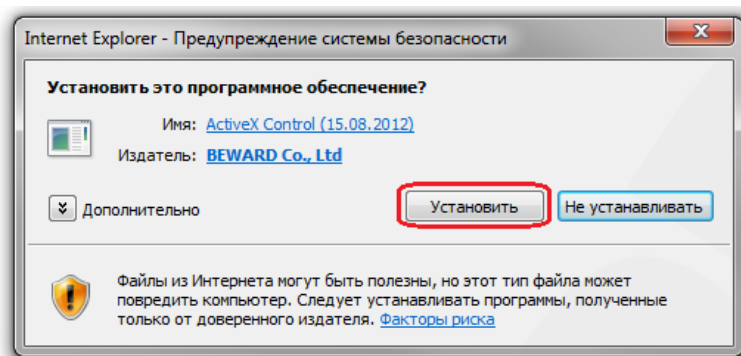 Internet Explorer - Предупреждение системы безопасности
Установить это программное обеспечение?
Имя: ActiveX Control (15.08.2012)
Издатель: BEWARD Co., Ltd
Дополнительно
Установить
Не устанавливать
Файлы из Интернета могут быть полезны, но этот тип файла может
повредить компьютер. Следует устанавливать программы, полученные
только от доверенного издателя. Факторы риска